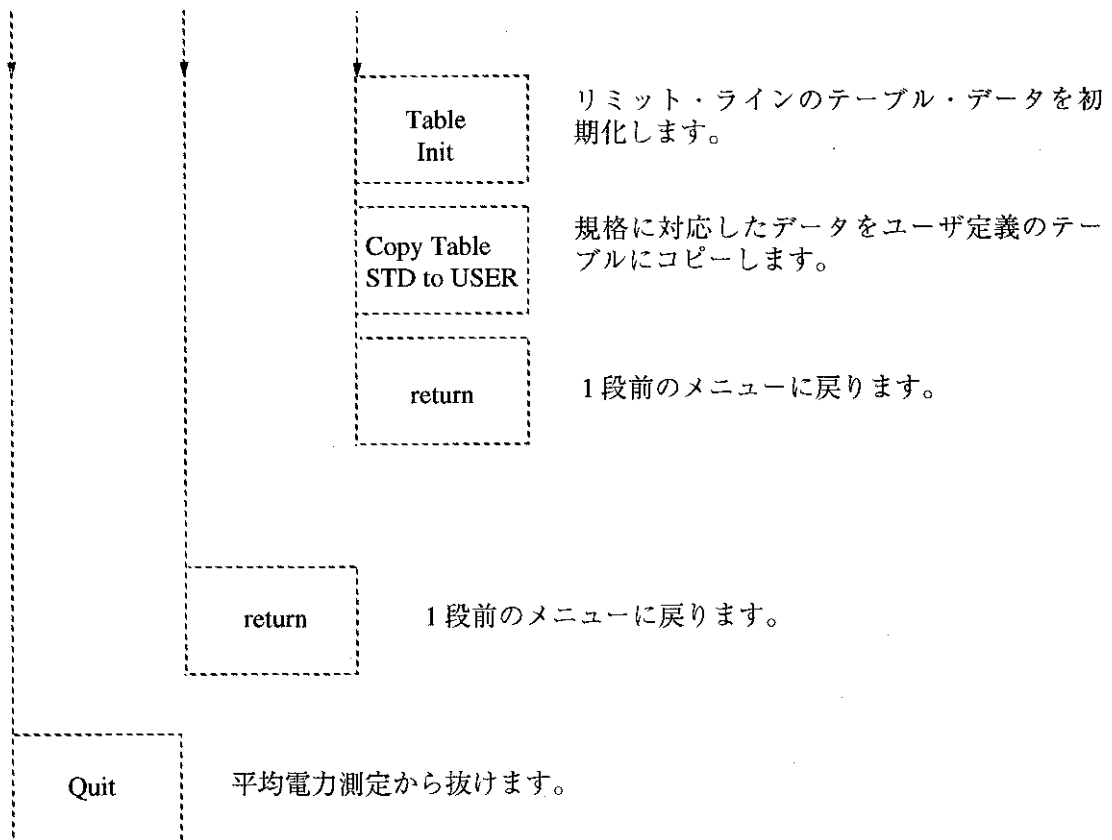 Table
Init
リミット・ラインのテーブル・データを初
期化します。
Copy Table
STD to USER
規格に対応したデータをユーザ定義のテー
ブルにコピーします。
return
1段前のメニューに戻ります。
return
1段前のメニューに戻ります。
Quit
平均電力測定から抜けます。